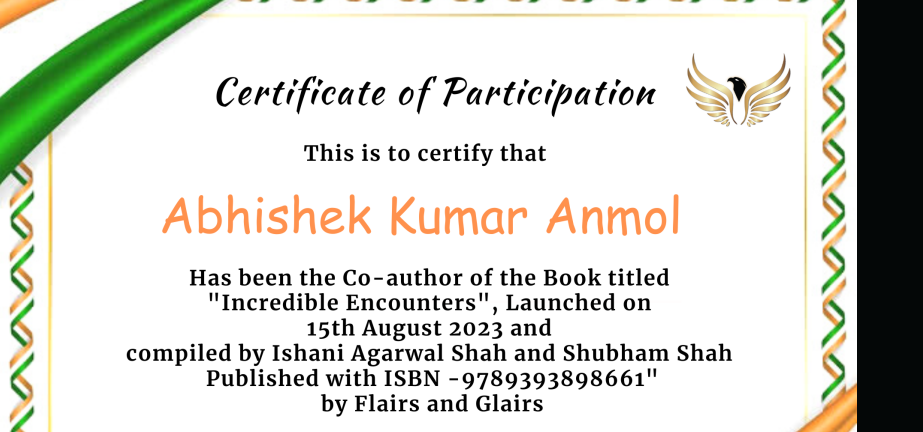 Certificate of Participation
This is to certify that
Abhishek Kumar Anmol
Has been the Co-author of the Book titled
"Incredible Encounters", Launched on
15th August 2023 and
compiled by Ishani Agarwal Shah and Shubham Shah
Published with ISBN -9789393898661"
by Flairs and Glairs